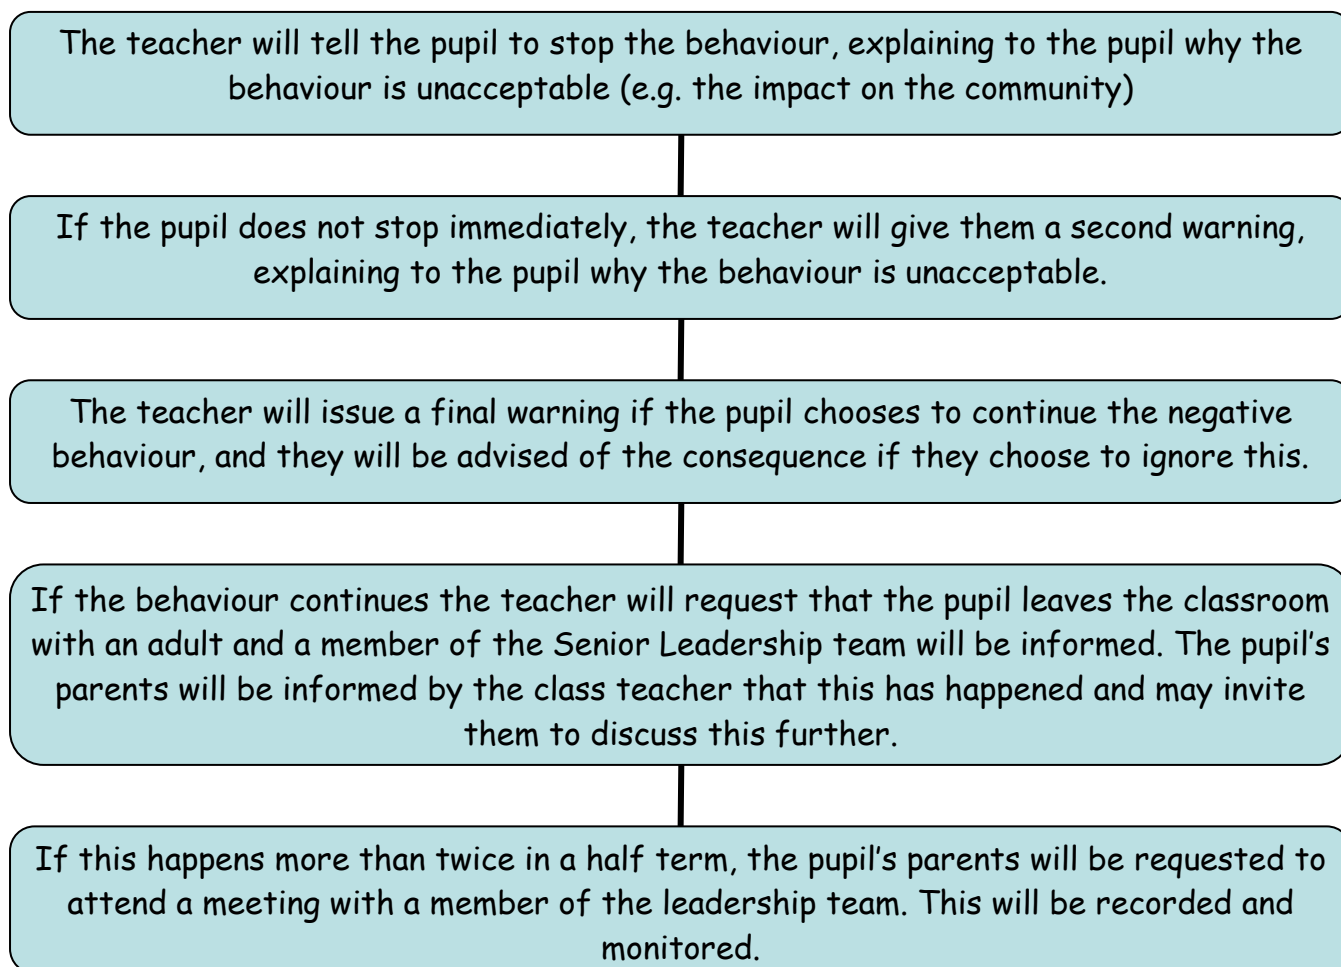 The teacher will tell the pupil to stop the behaviour, explaining to the pupil why the
behaviour is unacceptable (e.g. the impact on the community)
If the pupil does not stop immediately, the teacher will give them a second warning,
explaining to the pupil why the behaviour is unacceptable.
The teacher will issue a final warning if the pupil chooses to continue the negative
behaviour, and they will be advised of the consequence if they choose to ignore this.
If the behaviour continues the teacher will request that the pupil leaves the classroom
with an adult and a member of the Senior Leadership team will be informed. The pupil’s
parents will be informed by the class teacher that this has happened and may invite
them to discuss this further.
If this happens more than twice in a half term, the pupil’s parents will be requested to
attend a meeting with a member of the leadership team. This will be recorded and
monitored.